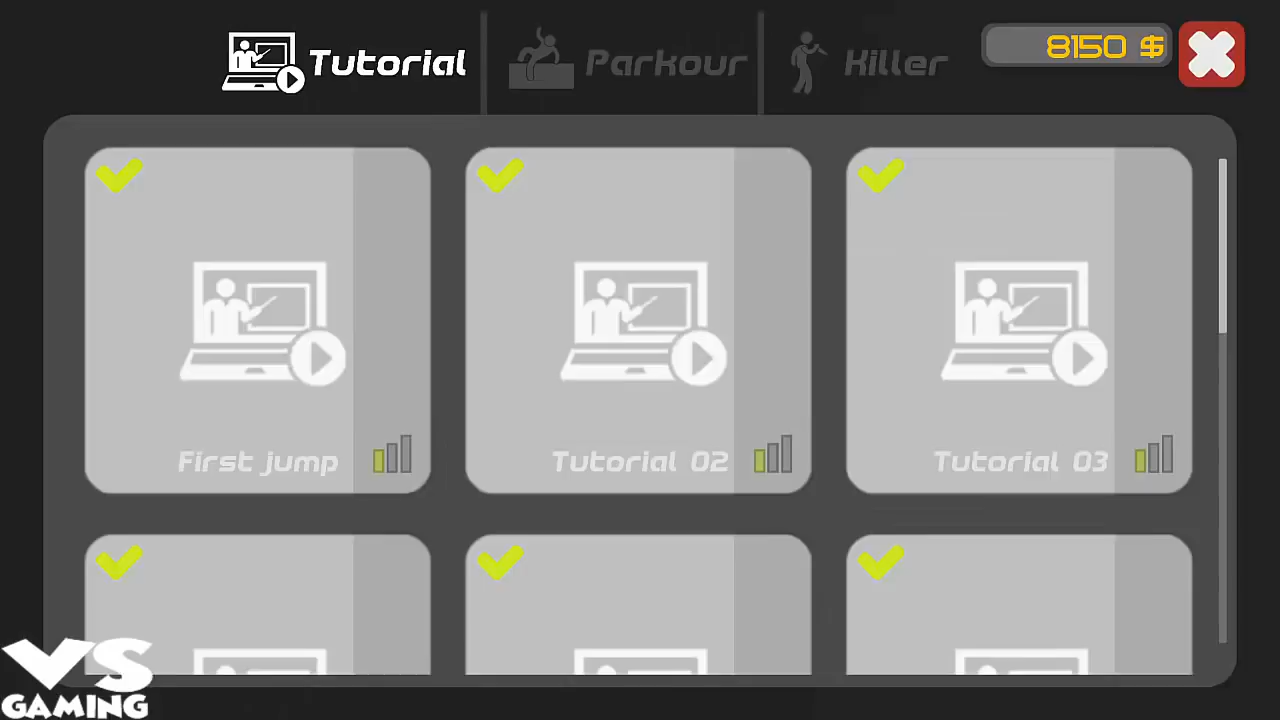 Tutorial
Parkour
Killer
8150 $
First jump
Tutorial 02
Tutorial 03
VS
GAMING